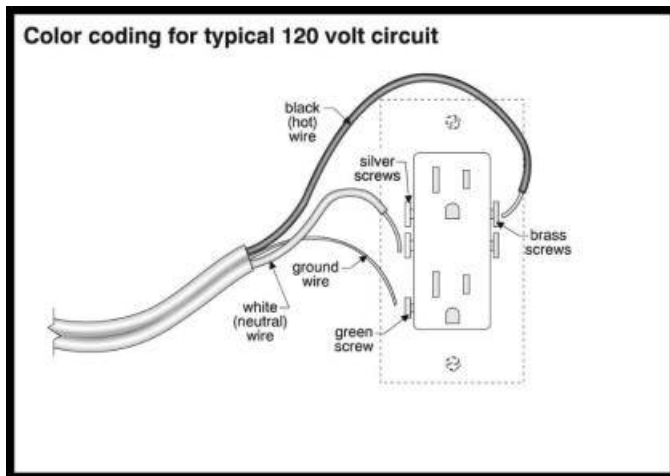 Color coding for typical 120 volt circuit
black
(hot)
wire
silver
screws
brass
screws
ground
wire
white
(neutral)
wire
green
screw